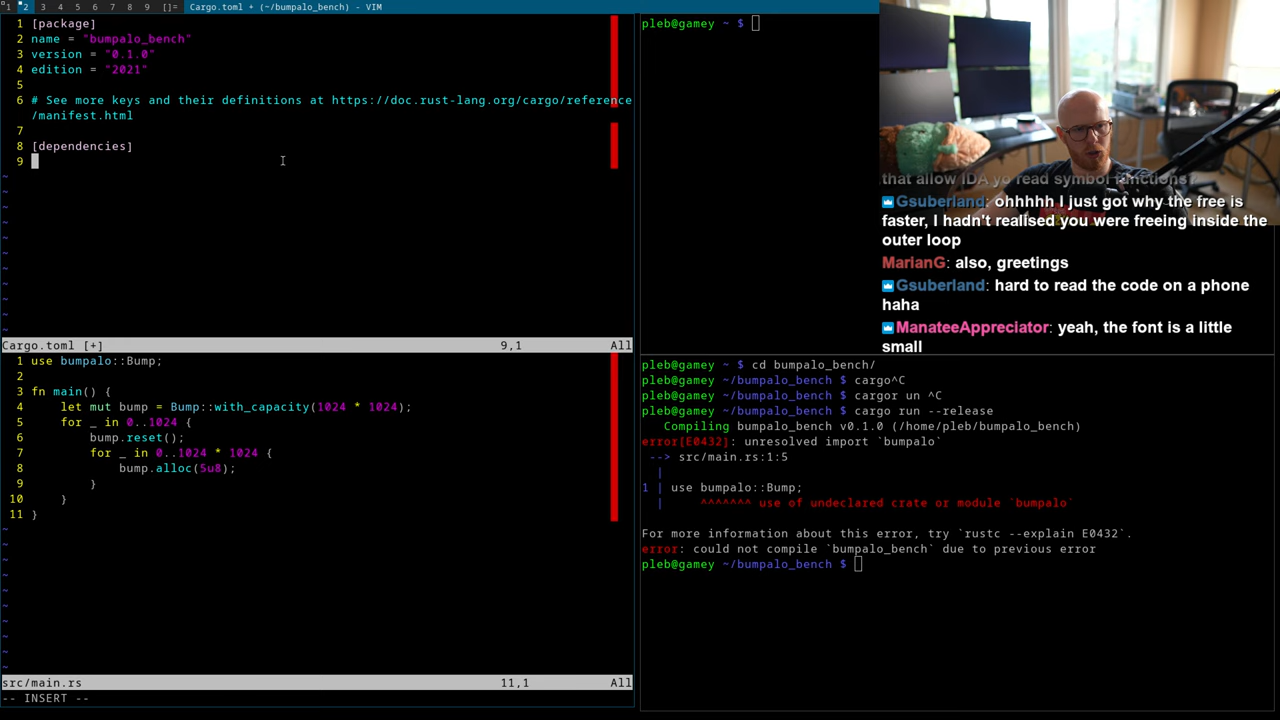 1 2 3 4 5 6 7 8 9 []= Cargo.toml + (~/bumpalo_bench) - VIM
1 [package]
2 name = "bumpalo_bench"
3 version = "0.1.0"
4 edition = "2021"
5
6 # See more keys and their definitions at https://doc.rust-lang.org/cargo/reference
/manifest.html
7
8 [dependencies]
9
~
~
~
~
~
~
~
~
~
~
~
Cargo.toml [+] 9,1 All
1 use bumpalo::Bump;
2
3 fn main() {
4     let mut bump = Bump::with_capacity(1024 * 1024);
5     for _ in 0..1024 {
6         bump.reset();
7         for _ in 0..1024 * 1024 {
8             bump.alloc(5u8);
9         }
10     }
11 }
~
~
~
~
~
~
~
~
~
~
src/main.rs 11,1 All
-- INSERT --
pleb@gamey ~ $
that allow IDA yo read symbol functions?
Gsuberland: ohhhhh I just got why the free is
faster, I hadn't realised you were freeing inside the
outer loop
MarianG: also, greetings
Gsuberland: hard to read the code on a phone
haha
ManateeAppreciator: yeah, the font is a little
small
pleb@gamey ~ $ cd bumpalo_bench/
pleb@gamey ~/bumpalo_bench $ cargo^C
pleb@gamey ~/bumpalo_bench $ cargor un ^C
pleb@gamey ~/bumpalo_bench $ cargo run --release
   Compiling bumpalo_bench v0.1.0 (/home/pleb/bumpalo_bench)
error[E0432]: unresolved import `bumpalo`
 --> src/main.rs:1:5
  |
1 | use bumpalo::Bump;
  |     ^^^^^^^ use of undeclared crate or module `bumpalo`
For more information about this error, try `rustc --explain E0432`.
error: could not compile `bumpalo_bench` due to previous error
pleb@gamey ~/bumpalo_bench $